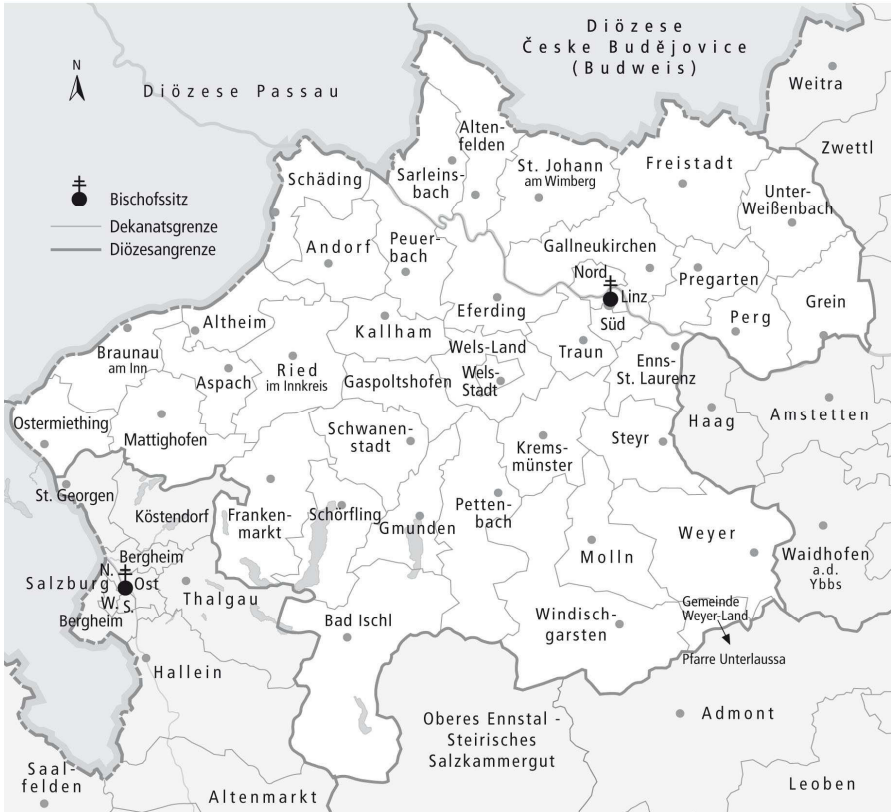 Diözese
České Budějovice
(Budweis)
N
Diözese Passau
Weitra
Zwettl
Alten-
felden
Sarleins-
bach
St. Johann
am Wimberg
Freistadt
Unter-
Weißenbach
Schäding
Bischofssitz
Dekanatsgrenze
Diözesangrenze
Andorf
Peuer-
bach
Gallneukirchen
Nord
Linz
Süd
Pregarten
Perg
Grein
Eferding
Altheim
Kallham
Braunau
am Inn
Aspach
Ried
im Innkreis
Gaspoltshofen
Wels-Land
Wels-
Stadt
Traun
Enns-
St. Laurenz
Haag
Amstetten
Ostermiething
Mattighofen
Schwanen-
stadt
Krems-
münster
Steyr
St. Georgen
Köstendorf
Franken-
markt
Schörfling
Gmunden
Petten-
bach
Molln
Weyer
Waidhofen
a.d.
Ybbs
Bergheim
N.
Salzburg
Ost
W.
S.
Bergheim
Thalgau
Bad Ischl
Windisch-
garsten
Gemeinde
Weyer-Land
Pfarre Unterlaussa
Hallein
Oberes Ennstal -
Steirisches
Salzkammergut
Admont
Saal-
felden
Altenmarkt
Leoben